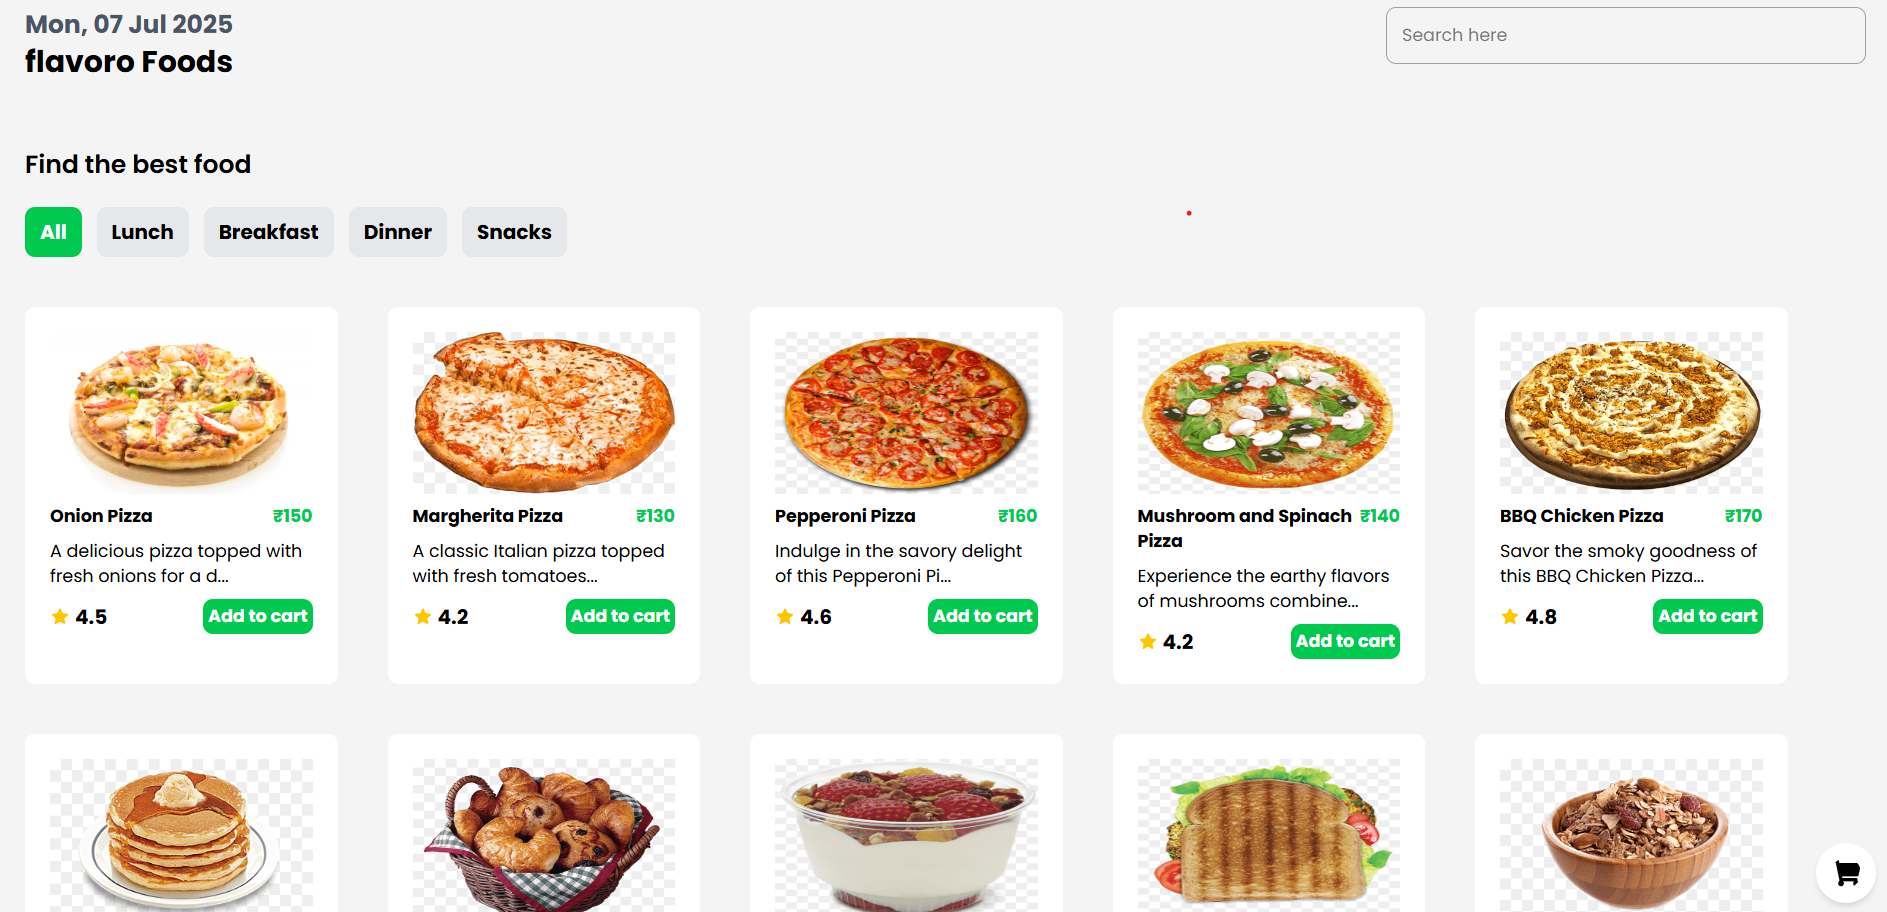 Mon, 07 Jul 2025
flavoro Foods
Search here
Find the best food
All
Lunch
Breakfast
Dinner
Snacks
Onion Pizza
₹150
A delicious pizza topped with
fresh onions for a d...
4.5
Add to cart
Margherita Pizza
₹130
A classic Italian pizza topped
with fresh tomatoes...
4.2
Add to cart
Pepperoni Pizza
₹160
Indulge in the savory delight
of this Pepperoni Pi...
4.6
Add to cart
Mushroom and Spinach
Pizza
₹140
Experience the earthy flavors
of mushrooms combine...
4.2
Add to cart
BBQ Chicken Pizza
₹170
Savor the smoky goodness of
this BBQ Chicken Pizza...
4.8
Add to cart